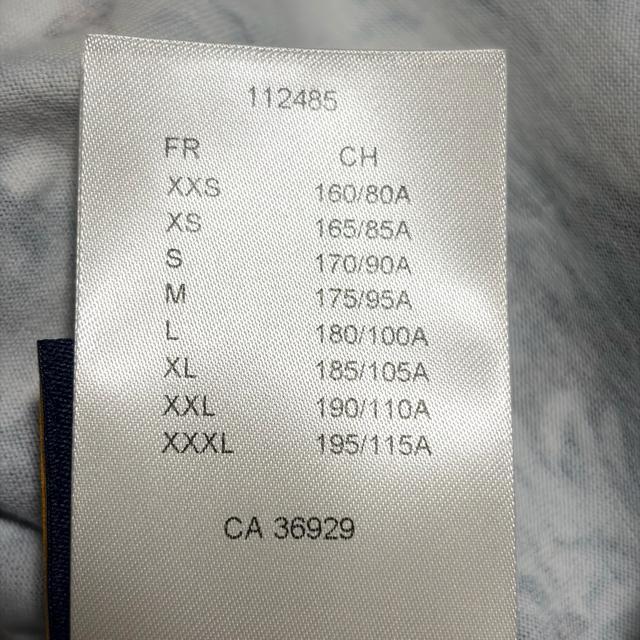 112485
FR CH
XXS 160/80A
XS 165/85A
S 170/90A
M 175/95A
L 180/100A
XL 185/105A
XXL 190/110A
XXXL 195/115A
CA 36929